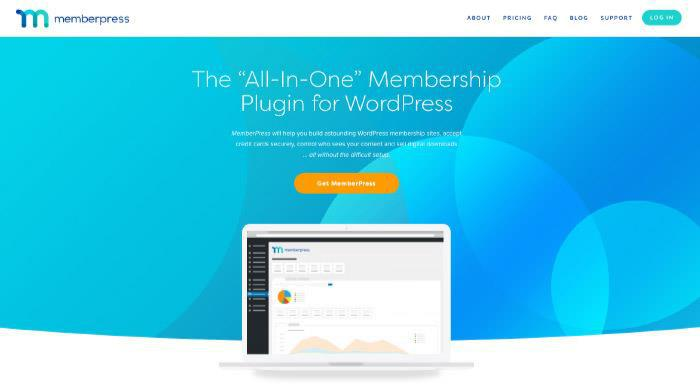 memberpress
ABOUT PRICING FAQ BLOG SUPPORT LOG IN
The “All-In-One” Membership
Plugin for WordPress
MemberPress will help you build astounding WordPress membership sites, accept
credit cards securely, control who sees your content and sell digital downloads
... all without the difficult setup.
Get MemberPress
memberpress